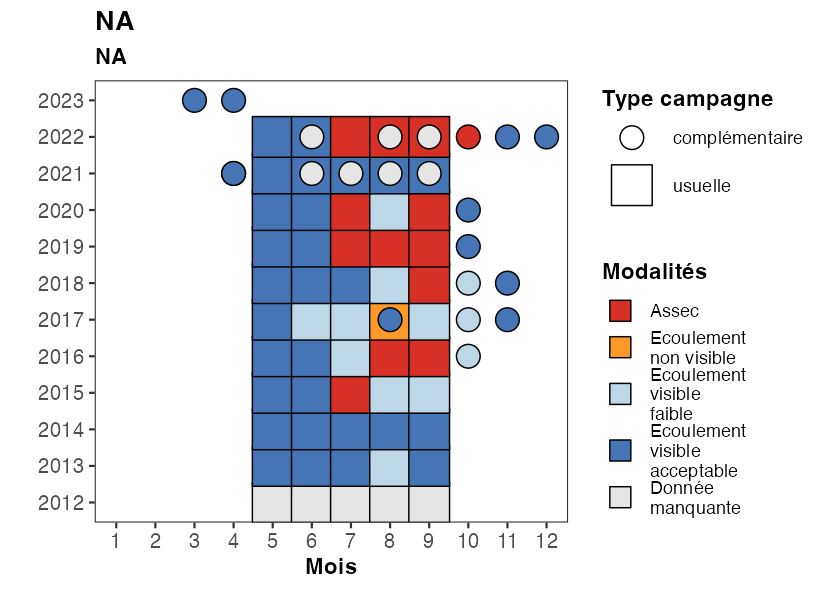 NA
NA
2023
2022
2021
2020
2019
2018
2017
2016
2015
2014
2013
2012
1 2 3 4 5 6 7 8 9 10 11 12
Mois
Type campagne
complémentaire
usuelle
Modalités
Assec
Ecoulement
non visible
Ecoulement
visible
faible
Ecoulement
visible
acceptable
Donnée
manquante